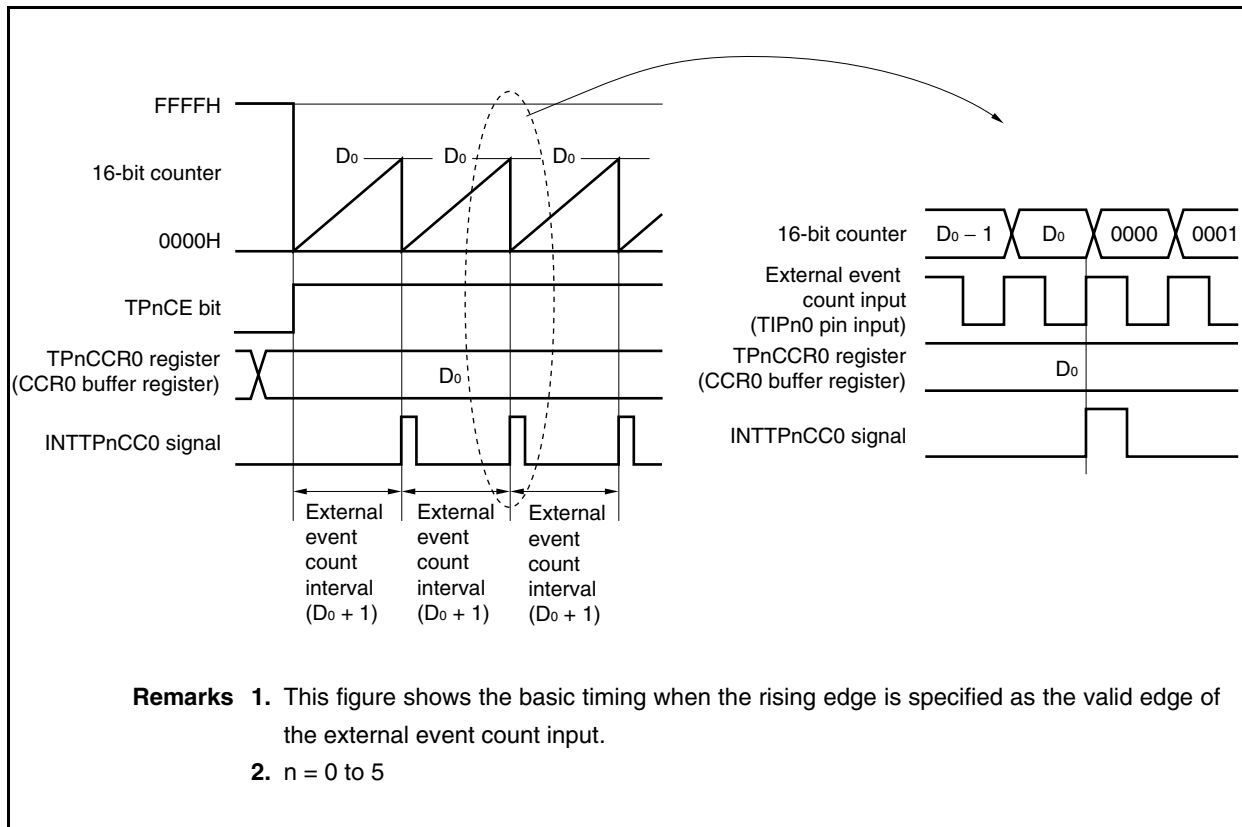 FFFFH
D0
D0
D0
16-bit counter
0000H
TPnCE bit
TPnCCR0 register
(CCR0 buffer register)
D0
INTTPnCC0 signal
External
event
count
interval
(D0 + 1)
External
event
count
interval
(D0 + 1)
External
event
count
interval
(D0 + 1)
16-bit counter
D0 − 1
D0
0000
0001
External event
count input
(TIPn0 pin input)
TPnCCR0 register
(CCR0 buffer register)
D0
INTTPnCC0 signal
Remarks 1. This figure shows the basic timing when the rising edge is specified as the valid edge of
the external event count input.
2. n = 0 to 5